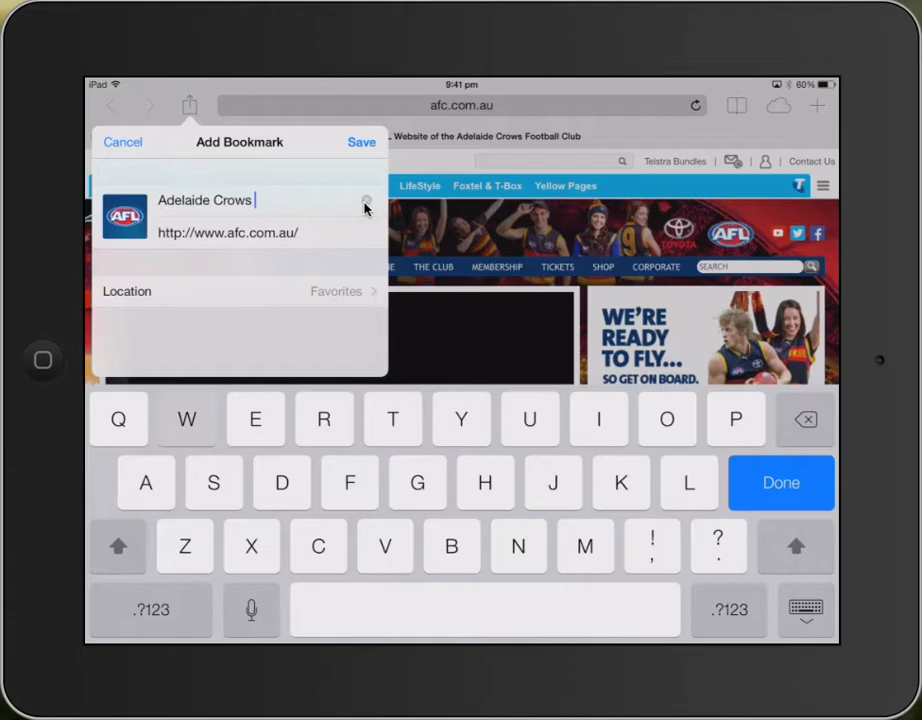 iPad 9:41 pm 60%
afc.com.au
Website of the Adelaide Crows Football Club
Cancel Add Bookmark Save
Telstra Bundles Contact Us
LifeStyle Foxtel & T-Box Yellow Pages T
Adelaide Crows
AFL
http://www.afc.com.au/
TOYOTA AFL
THE CLUB MEMBERSHIP TICKETS SHOP CORPORATE SEARCH
Location Favorites
WE'RE
READY
TO FLY...
SO GET ON BOARD.
Q W E R T Y U I O P
A S D F G H J K L Done
Z X C V B N M ! , ? .
.?123 .?123